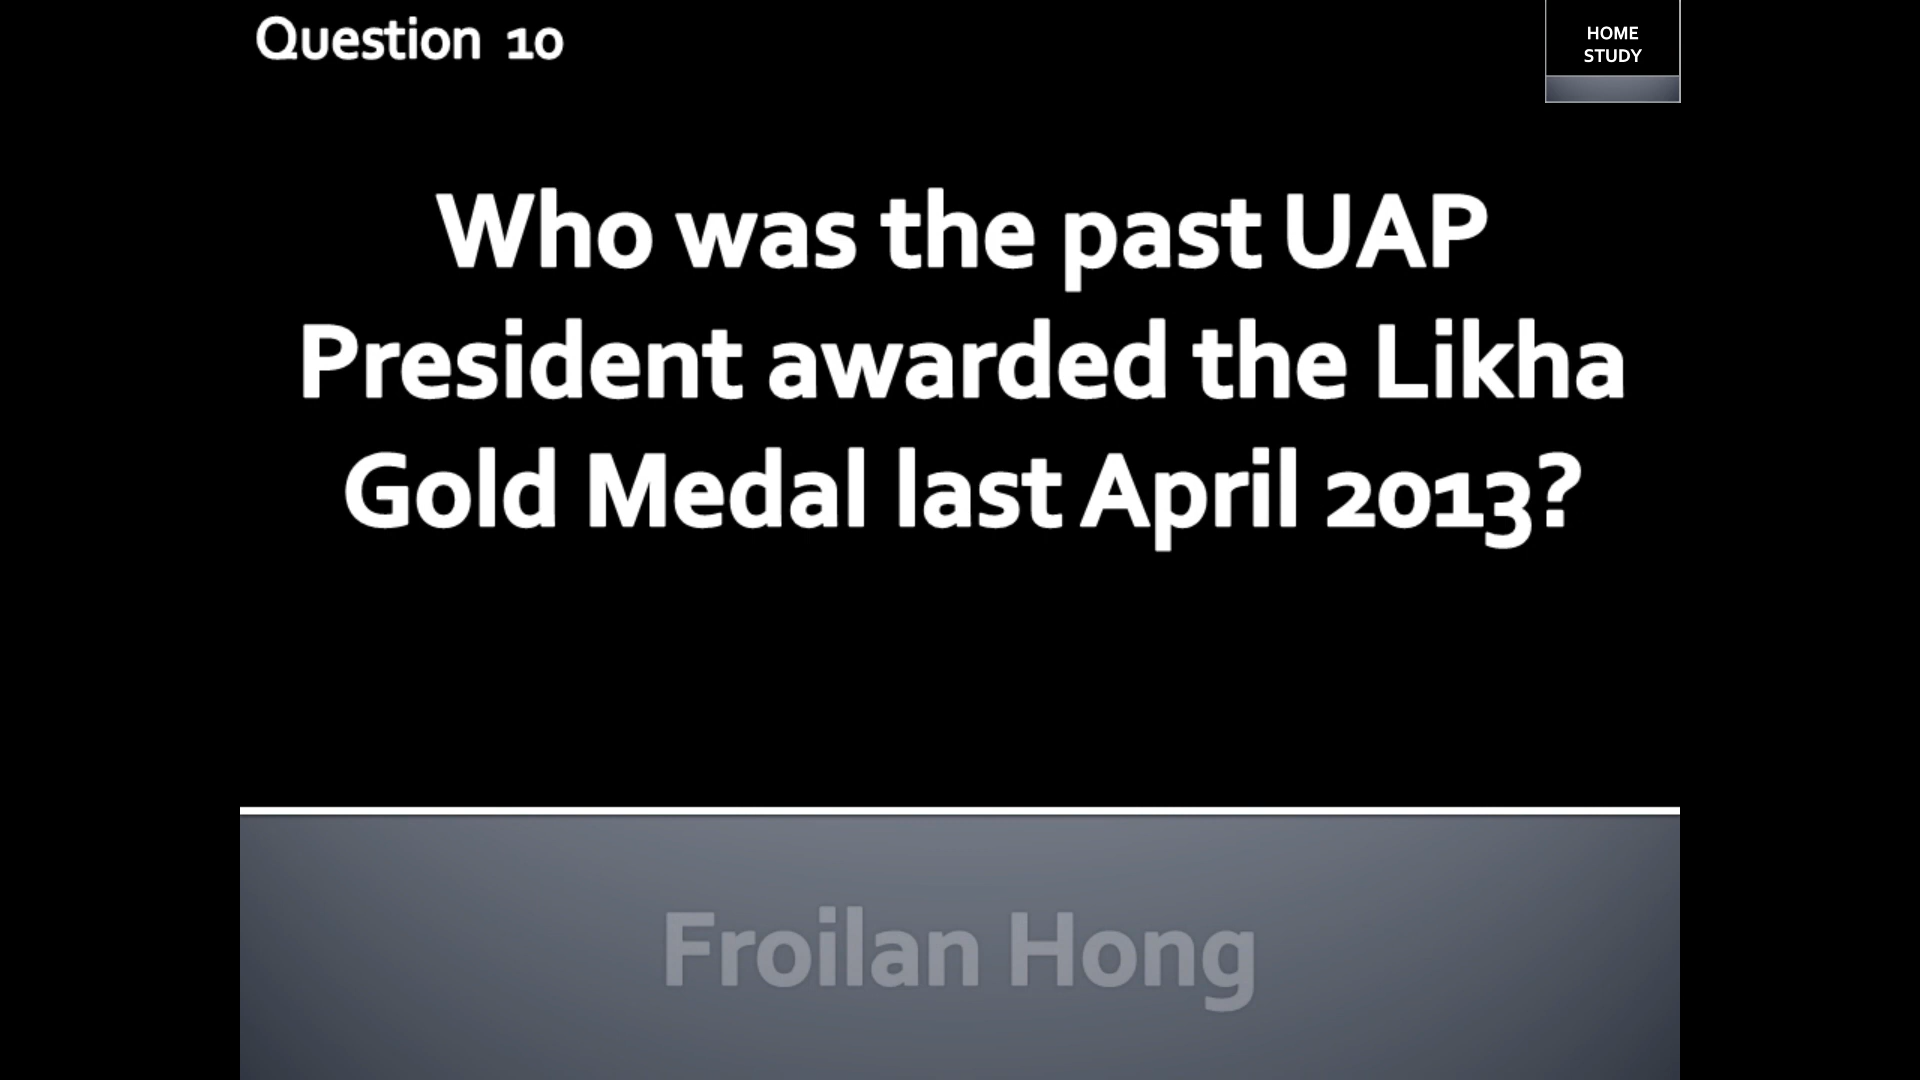 Question 10
HOME
STUDY
Who was the past UAP
President awarded the Likha
Gold Medal last April 2013?
Froilan Hong